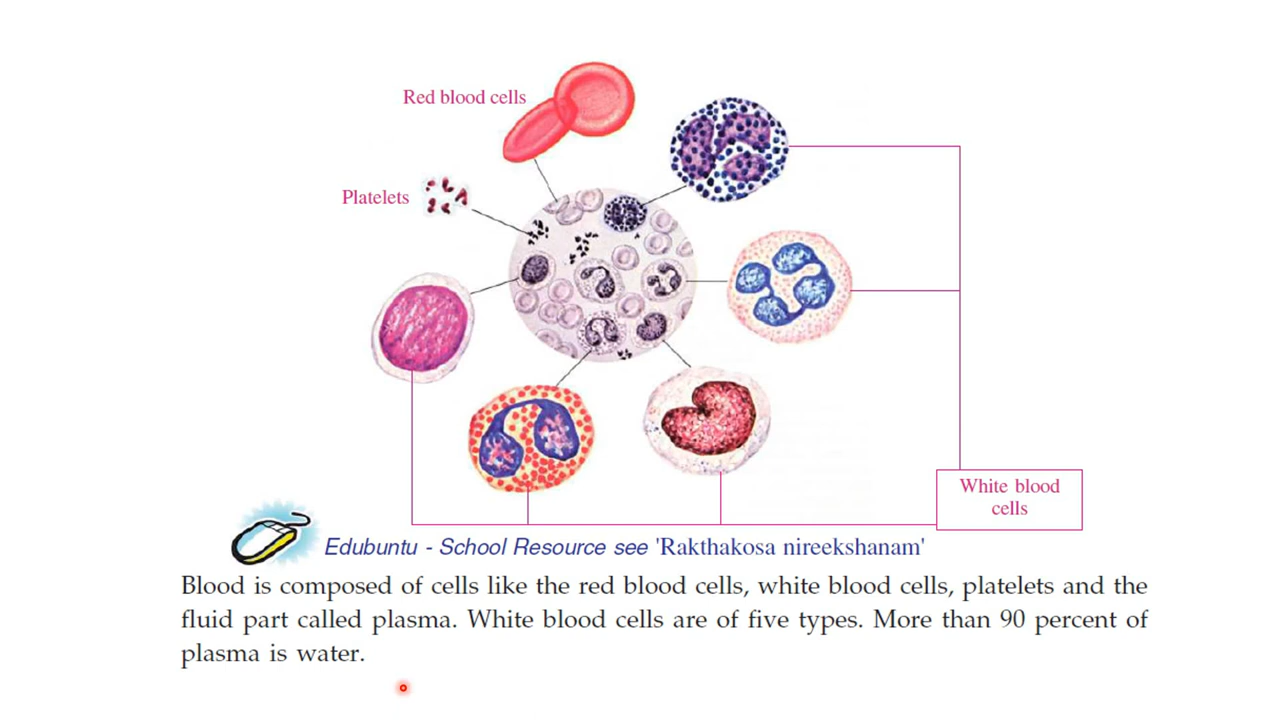 Red blood cells
Platelets
White blood
cells
Edubuntu - School Resource see 'Rakthakosa nireekshanam'
Blood is composed of cells like the red blood cells, white blood cells, platelets and the
fluid part called plasma. White blood cells are of five types. More than 90 percent of
plasma is water.